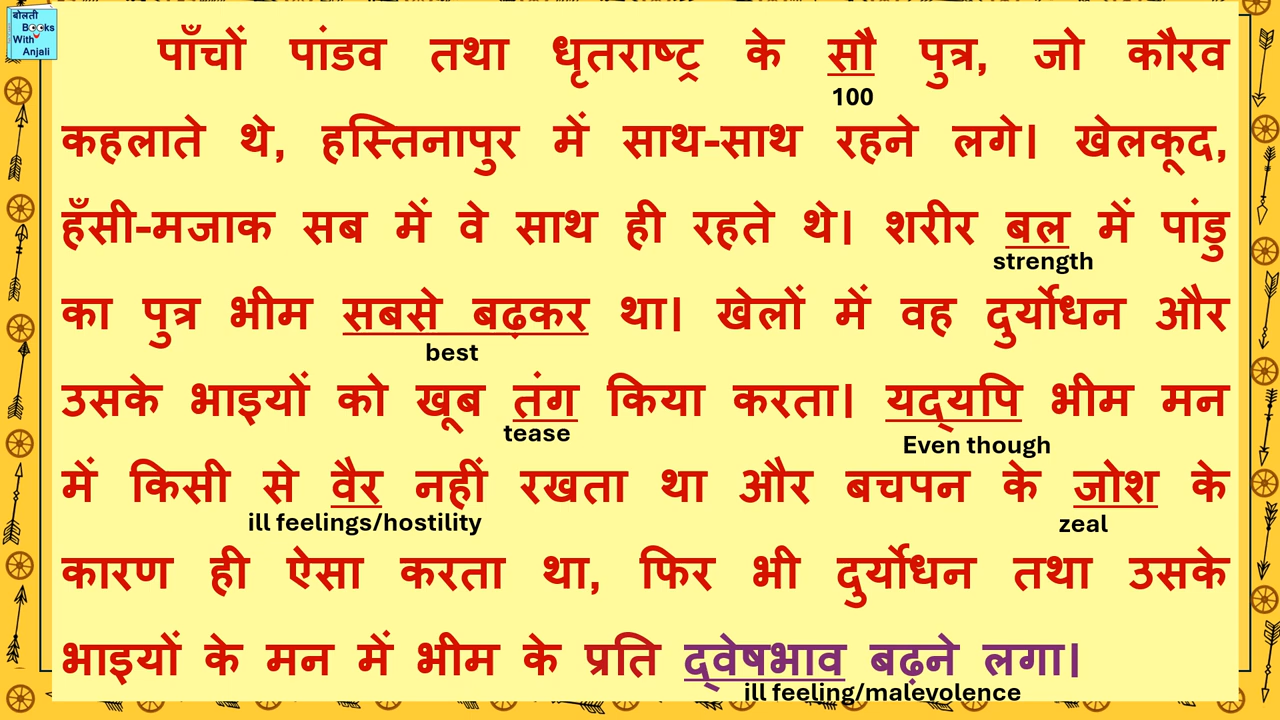 बोलती
Books
With
Anjali
पाँचों पांडव तथा धृतराष्ट्र के सौ पुत्र, जो कौरव
100
कहलाते थे, हस्तिनापुर में साथ-साथ रहने लगे। खेलकूद,
हँसी-मजाक सब में वे साथ ही रहते थे। शरीर बल में पांडु
strength
का पुत्र भीम सबसे बढ़कर था। खेलों में वह दुर्योधन और
best
उसके भाइयों को खूब तंग किया करता। यद्यपि भीम मन
tease Even though
में किसी से वैर नहीं रखता था और बचपन के जोश के
ill feelings/hostility zeal
कारण ही ऐसा करता था, फिर भी दुर्योधन तथा उसके
भाइयों के मन में भीम के प्रति द्वेषभाव बढ़ने लगा।
ill feeling/malevolence